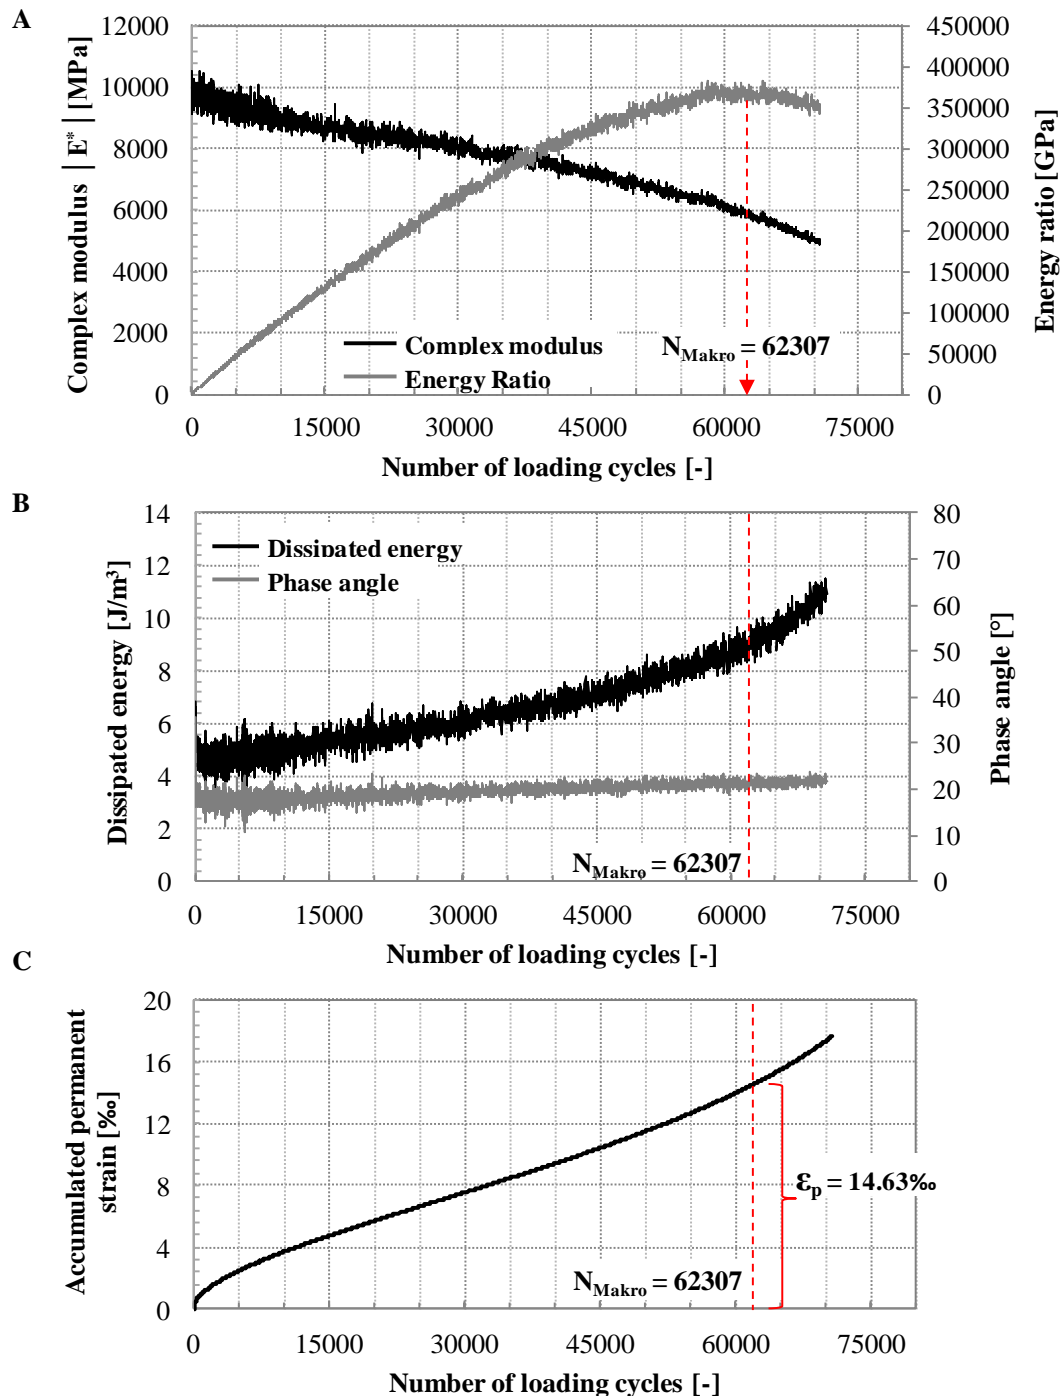 A
Complex modulus │E*│[MPa]
12000
10000
8000
6000
4000
2000
0
450000
400000
350000
300000
250000
200000
150000
100000
50000
0
Energy ratio [GPa]
Complex modulus
Energy Ratio
N_Makro = 62307
0 15000 30000 45000 60000 75000
Number of loading cycles [-]
B
Dissipated energy [J/m³]
14
12
10
8
6
4
2
0
80
70
60
50
40
30
20
10
0
Phase angle [°]
Dissipated energy
Phase angle
N_Makro = 62307
0 15000 30000 45000 60000 75000
Number of loading cycles [-]
C
Accumulated permanent
strain [‰]
20
16
12
8
4
0
ε_p = 14.63‰
N_Makro = 62307
0 15000 30000 45000 60000 75000
Number of loading cycles [-]